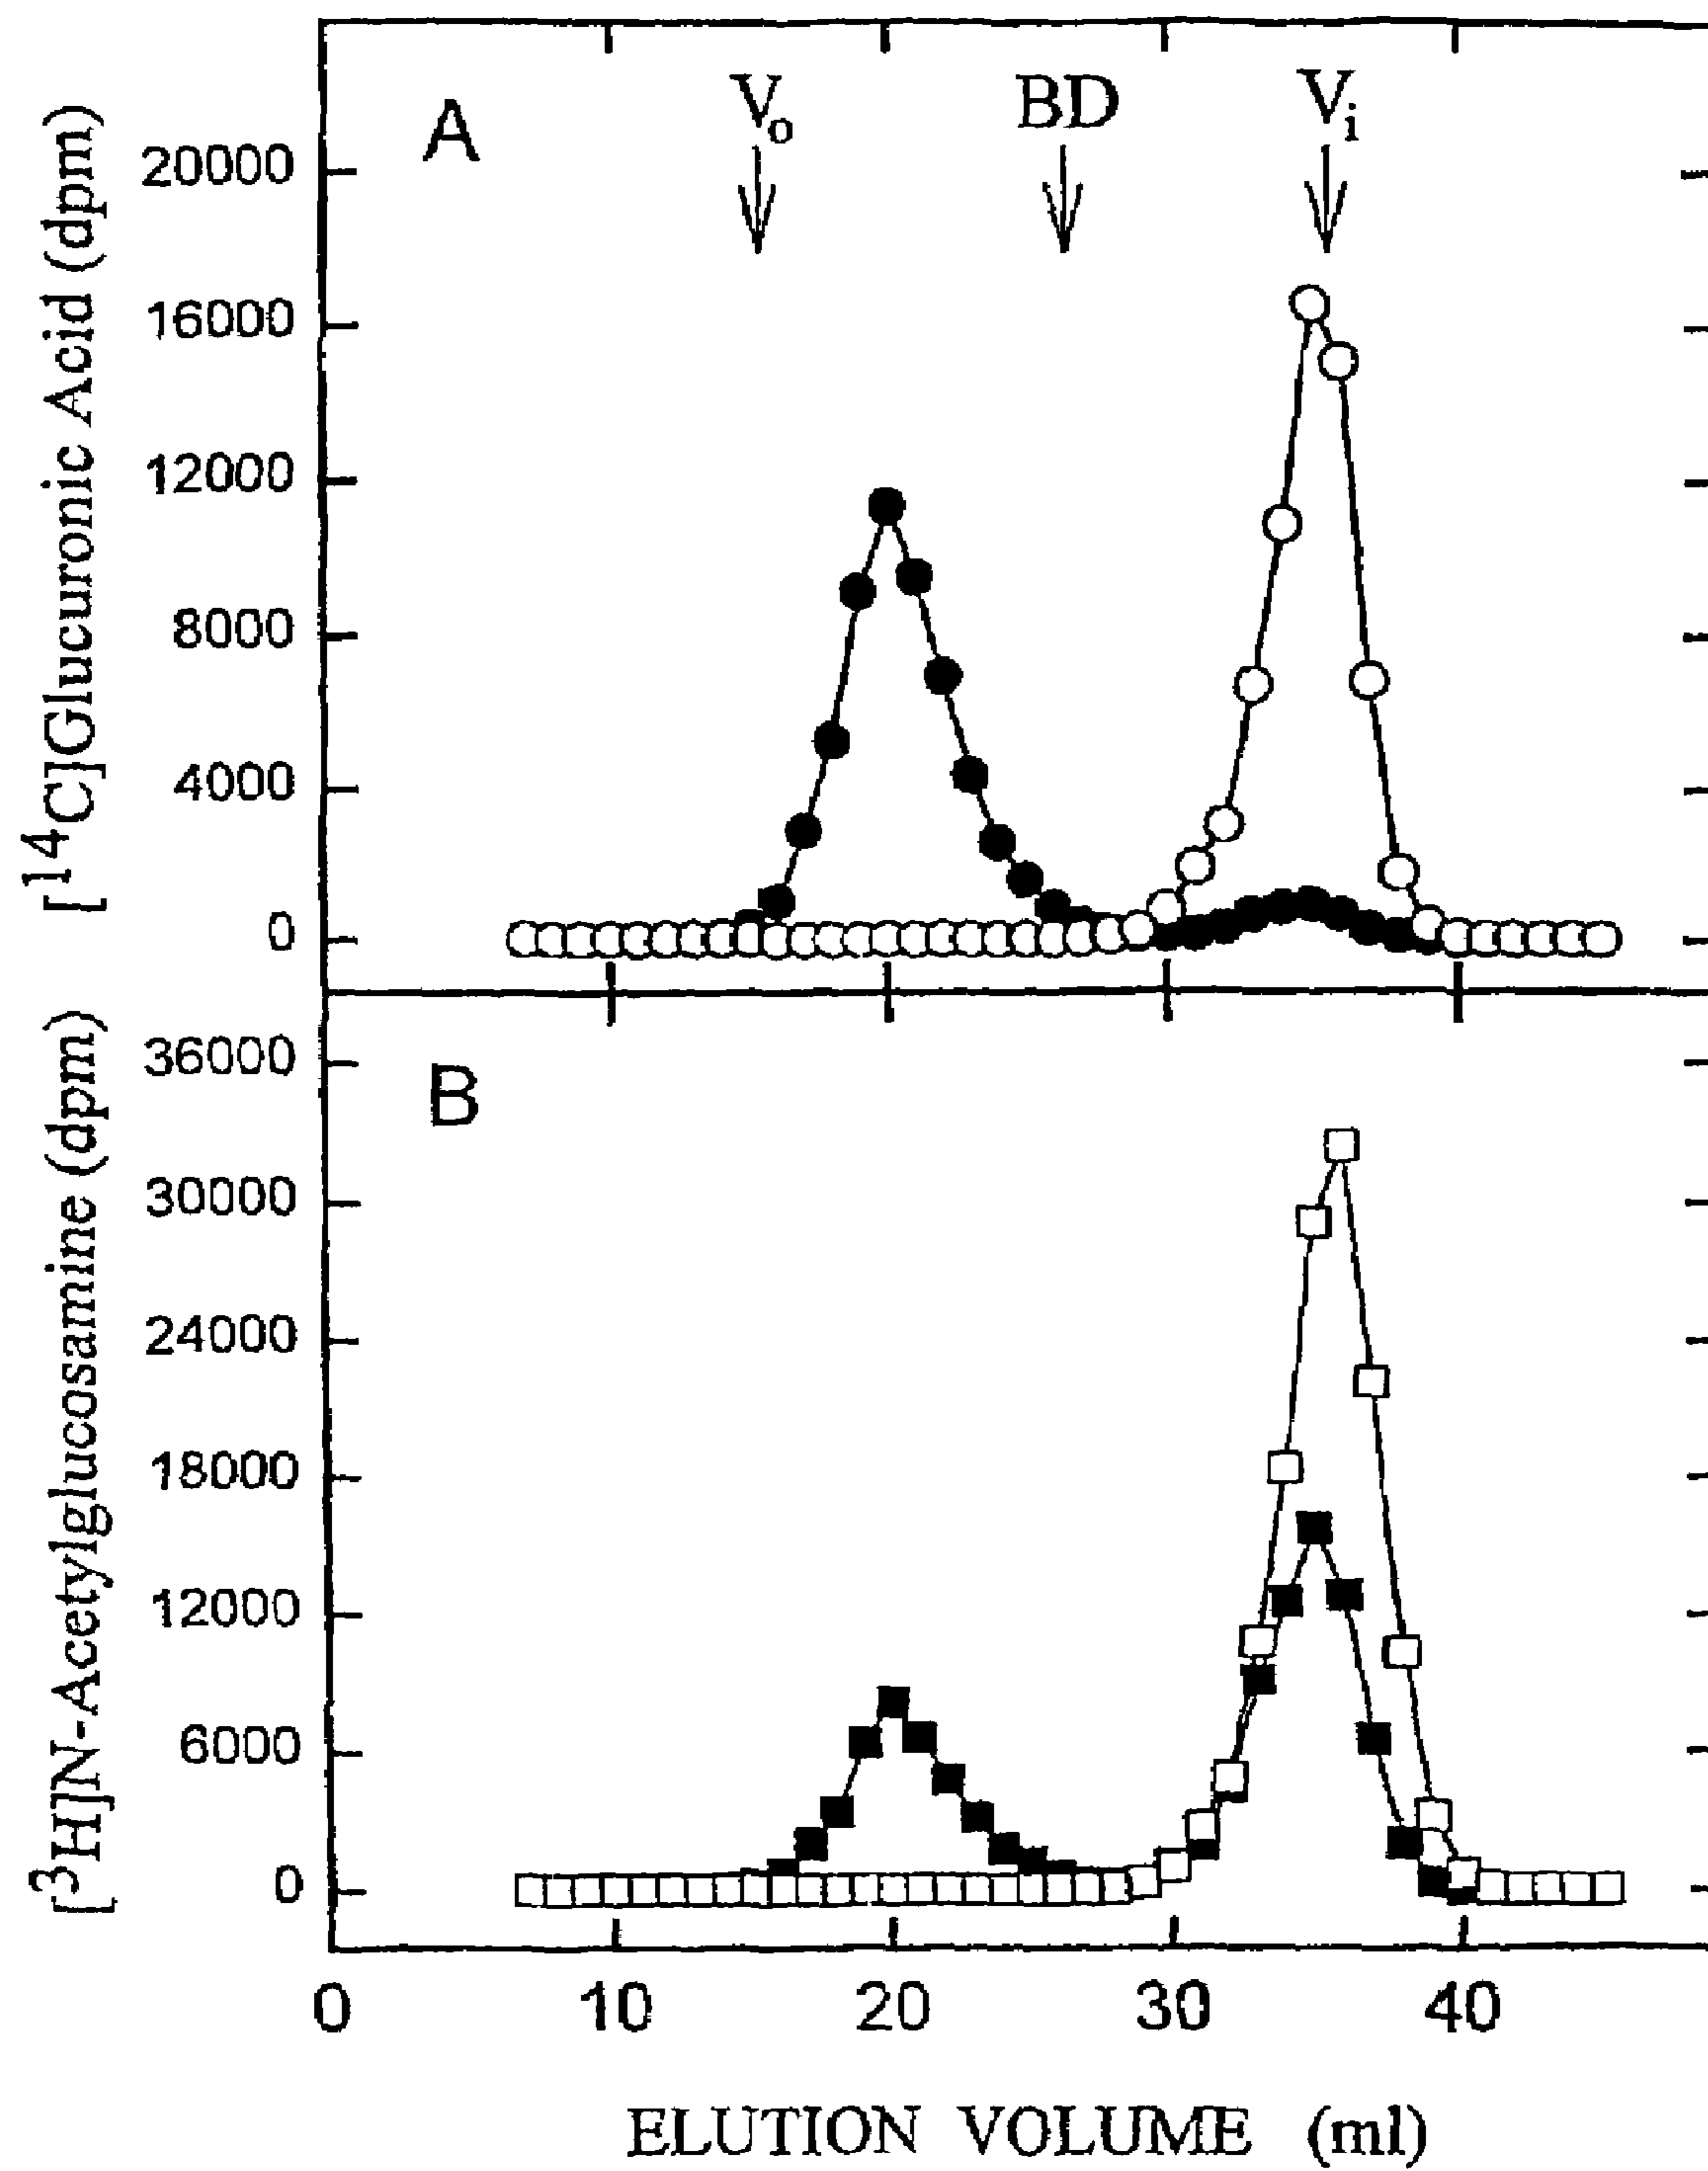 A
V₀ BD Vᵢ
[¹⁴C]Glucuronic Acid (dpm)
20000
16000
12000
8000
4000
0
B
[³H]N-Acetylglucosamine (dpm)
36000
30000
24000
18000
12000
6000
0
0 10 20 30 40
ELUTION VOLUME (ml)